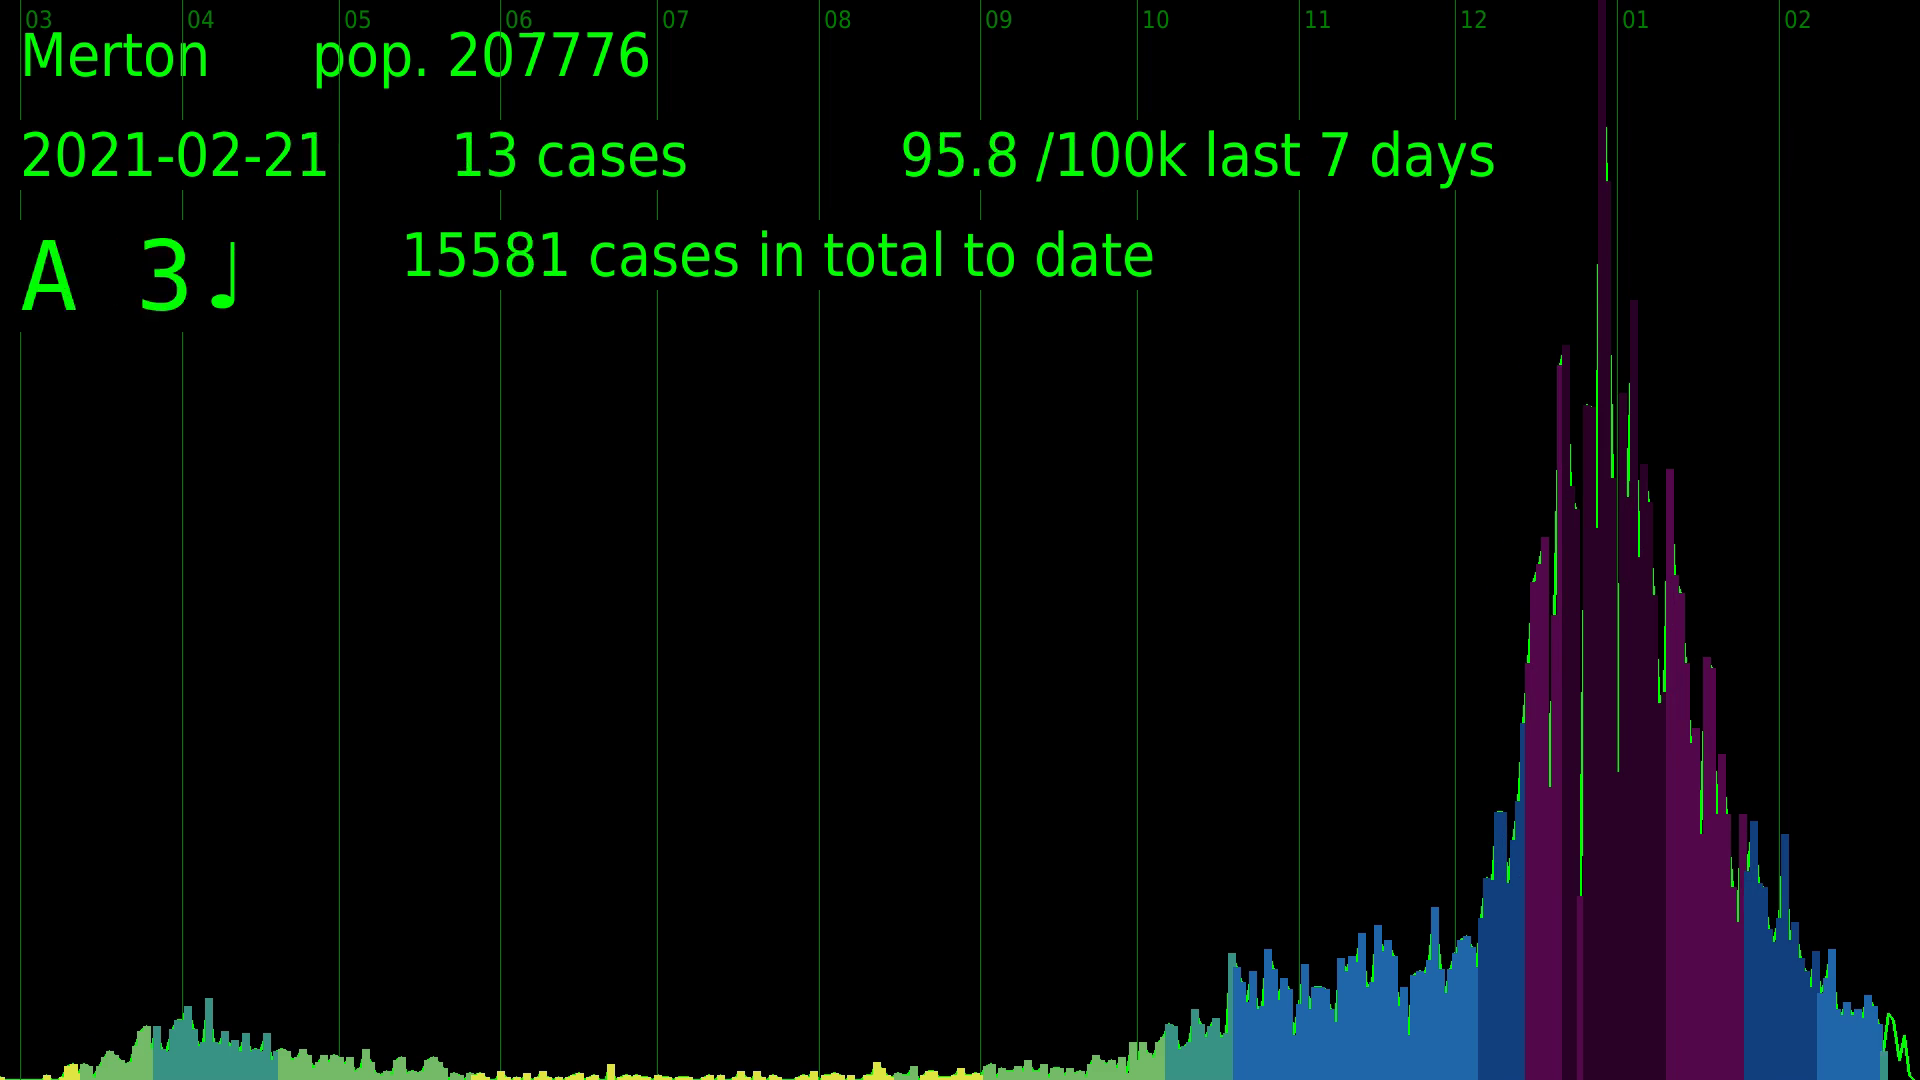 03 04 05 06 07 08 09 10 11 12 01 02
Merton pop. 207776
2021-02-21 13 cases 95.8 /100k last 7 days
A 3♩ 15581 cases in total to date